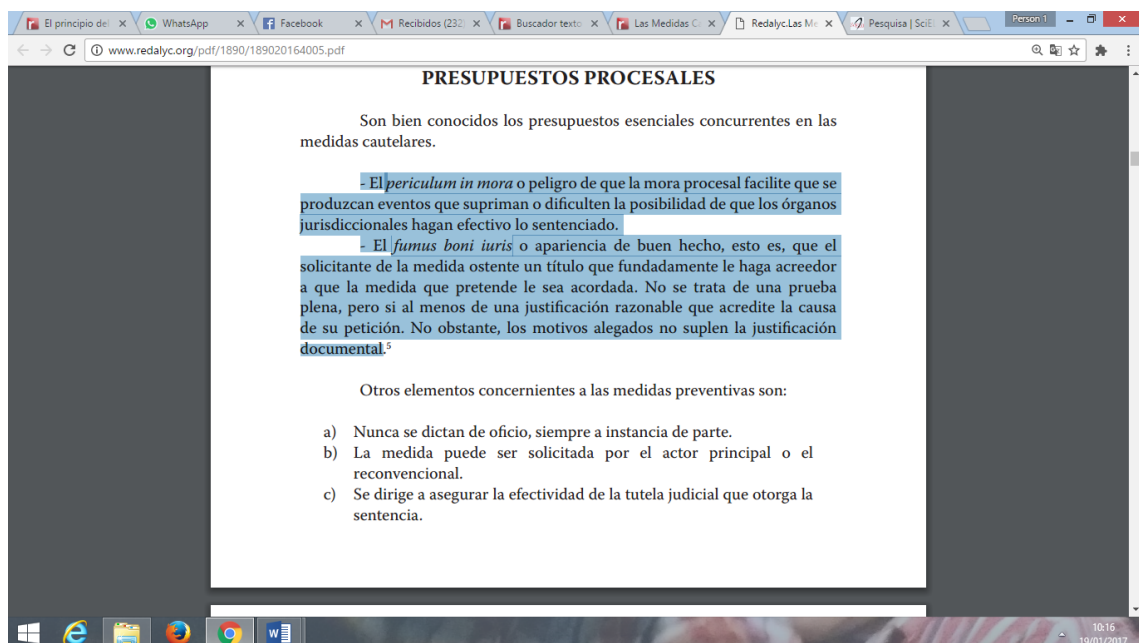 El principio del
WhatsApp
Facebook
Recibidos (232)
Buscador texto
Las Medidas C
Redalyc.Las Me
Pesquisa | SciE
Person 1
www.redalyc.org/pdf/1890/189020164005.pdf
PRESUPUESTOS PROCESALES
Son bien conocidos los presupuestos esenciales concurrentes en las
medidas cautelares.
- El periculum in mora o peligro de que la mora procesal facilite que se
produzcan eventos que supriman o dificulten la posibilidad de que los órganos
jurisdiccionales hagan efectivo lo sentenciado.
- El fumus boni iuris o apariencia de buen hecho, esto es, que el
solicitante de la medida ostente un título que fundadamente le haga acreedor
a que la medida que pretende le sea acordada. No se trata de una prueba
plena, pero si al menos de una justificación razonable que acredite la causa
de su petición. No obstante, los motivos alegados no suplen la justificación
documental.⁵
Otros elementos concernientes a las medidas preventivas son:
a) Nunca se dictan de oficio, siempre a instancia de parte.
b) La medida puede ser solicitada por el actor principal o el
reconvencional.
c) Se dirige a asegurar la efectividad de la tutela judicial que otorga la
sentencia.
10:16
19/01/2017